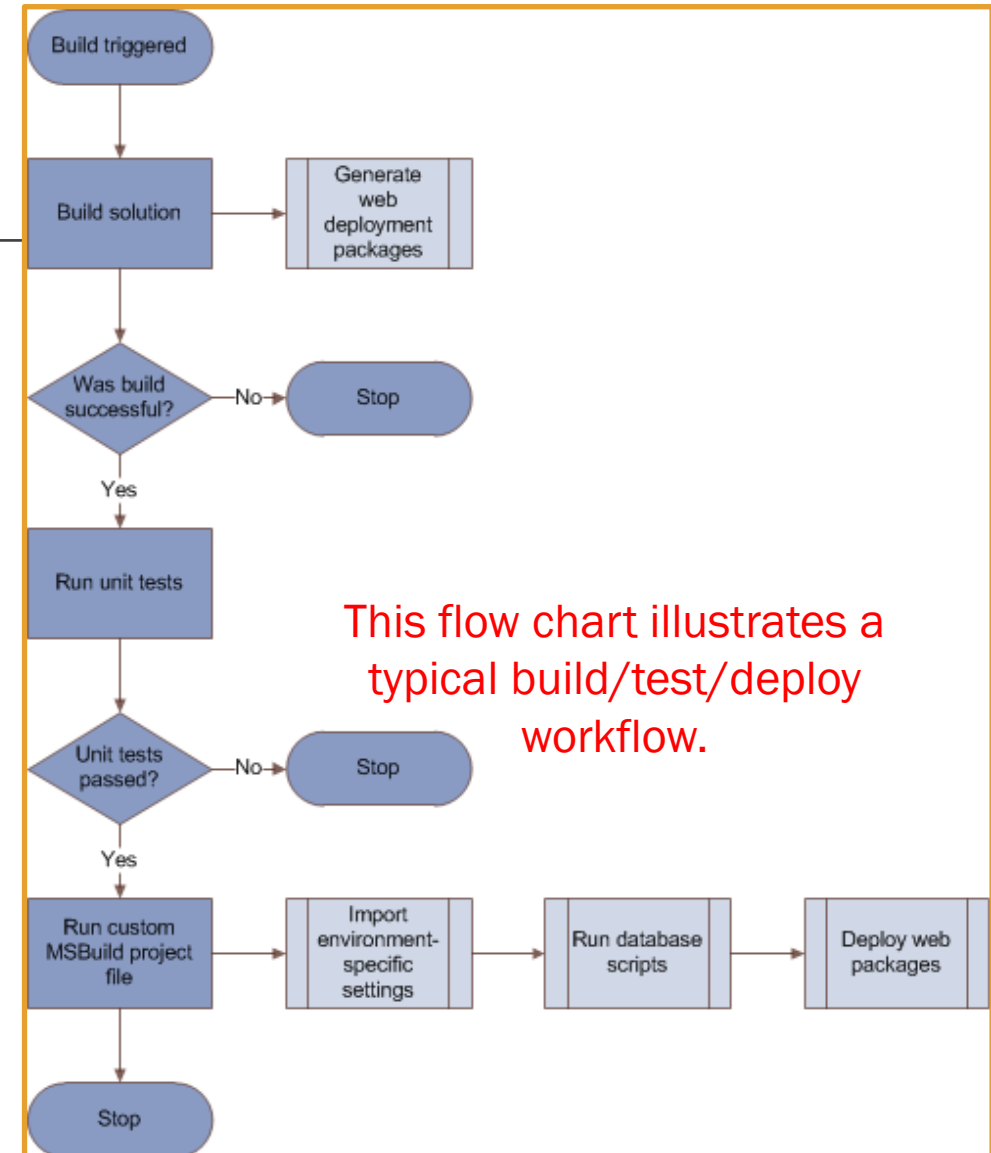 Build triggered
Build solution
Generate
web
deployment
packages
Was build
successful?
No
Stop
Yes
Run unit tests
This flow chart illustrates a
typical build/test/deploy
workflow.
Unit tests
passed?
No
Stop
Yes
Run custom
MSBuild project
file
Import
environment-
specific
settings
Run database
scripts
Deploy web
packages
Stop